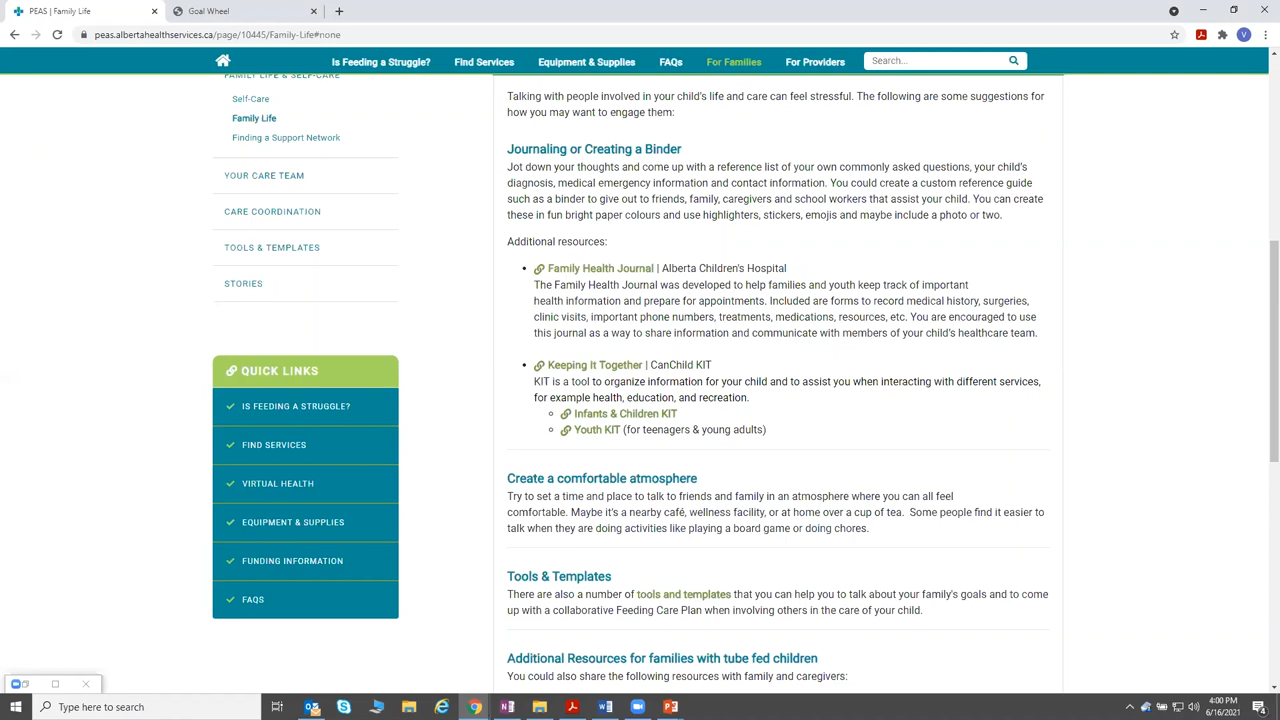 PEAS | Family Life
Goal Wheel
peas.albertahealthservices.ca/page/10445/Family-Life#none
V
Is Feeding a Struggle? Find Services Equipment & Supplies FAQs For Families For Providers Search...
FAMILY LIFE & SELF-CARE
Self-Care
Family Life
Finding a Support Network
YOUR CARE TEAM
CARE COORDINATION
TOOLS & TEMPLATES
STORIES
QUICK LINKS
IS FEEDING A STRUGGLE?
FIND SERVICES
VIRTUAL HEALTH
EQUIPMENT & SUPPLIES
FUNDING INFORMATION
FAQS
Talking with people involved in your child's life and care can feel stressful. The following are some suggestions for
how you may want to engage them:
Journaling or Creating a Binder
Jot down your thoughts and come up with a reference list of your own commonly asked questions, your child's
diagnosis, medical emergency information and contact information. You could create a custom reference guide
such as a binder to give out to friends, family, caregivers and school workers that assist your child. You can create
these in fun bright paper colours and use highlighters, stickers, emojis and maybe include a photo or two.
Additional resources:
• Family Health Journal | Alberta Children's Hospital
The Family Health Journal was developed to help families and youth keep track of important
health information and prepare for appointments. Included are forms to record medical history, surgeries,
clinic visits, important phone numbers, treatments, medications, resources, etc. You are encouraged to use
this journal as a way to share information and communicate with members of your child's healthcare team.
• Keeping It Together | CanChild KIT
KIT is a tool to organize information for your child and to assist you when interacting with different services,
for example health, education, and recreation.
Infants & Children KIT
Youth KIT (for teenagers & young adults)
Create a comfortable atmosphere
Try to set a time and place to talk to friends and family in an atmosphere where you can all feel
comfortable. Maybe it's a nearby café, wellness facility, or at home over a cup of tea. Some people find it easier to
talk when they are doing activities like playing a board game or doing chores.
Tools & Templates
There are also a number of tools and templates that you can help you to talk about your family's goals and to come
up with a collaborative Feeding Care Plan when involving others in the care of your child.
Additional Resources for families with tube fed children
You could also share the following resources with family and caregivers:
Type here to search
4:00 PM
6/16/2021
4